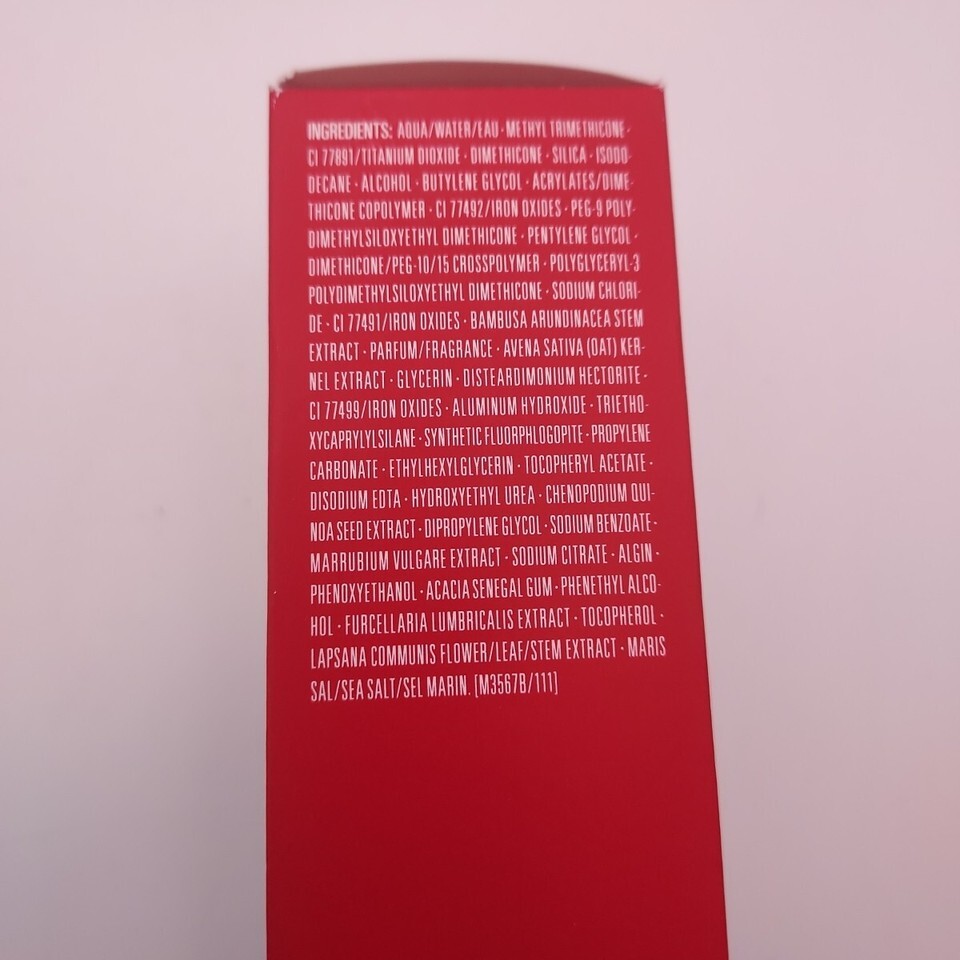 INGREDIENTS: AQUA/WATER/EAU · METHYL TRIMETHICONE ·
CI 77891/TITANIUM DIOXIDE · DIMETHICONE · SILICA · ISODO-
DECANE · ALCOHOL · BUTYLENE GLYCOL · ACRYLATES/DIME-
THICONE COPOLYMER · CI 77492/IRON OXIDES · PEG-9 POLY-
DIMETHYLSILOXYETHYL DIMETHICONE · PENTYLENE GLYCOL ·
DIMETHICONE/PEG-10/15 CROSSPOLYMER · POLYGLYCERYL-3
POLYDIMETHYLSILOXYETHYL DIMETHICONE · SODIUM CHLORI-
DE · CI 77491/IRON OXIDES · BAMBUSA ARUNDINACEA STEM
EXTRACT · PARFUM/FRAGRANCE · AVENA SATIVA (OAT) KER-
NEL EXTRACT · GLYCERIN · DISTEARDIMONIUM HECTORITE ·
CI 77499/IRON OXIDES · ALUMINUM HYDROXIDE · TRIETHO-
XYCAPRYLYLSILANE · SYNTHETIC FLUORPHLOGOPITE · PROPYLENE
CARBONATE · ETHYLHEXYLGLYCERIN · TOCOPHERYL ACETATE ·
DISODIUM EDTA · HYDROXYETHYL UREA · CHENOPODIUM QUI-
NOA SEED EXTRACT · DIPROPYLENE GLYCOL · SODIUM BENZOATE ·
MARRUBIUM VULGARE EXTRACT · SODIUM CITRATE · ALGIN ·
PHENOXYETHANOL · ACACIA SENEGAL GUM · PHENETHYL ALCO-
HOL · FURCELLARIA LUMBRICALIS EXTRACT · TOCOPHEROL ·
LAPSANA COMMUNIS FLOWER/LEAF/STEM EXTRACT · MARIS
SAL/SEA SALT/SEL MARIN. [M3567B/111]